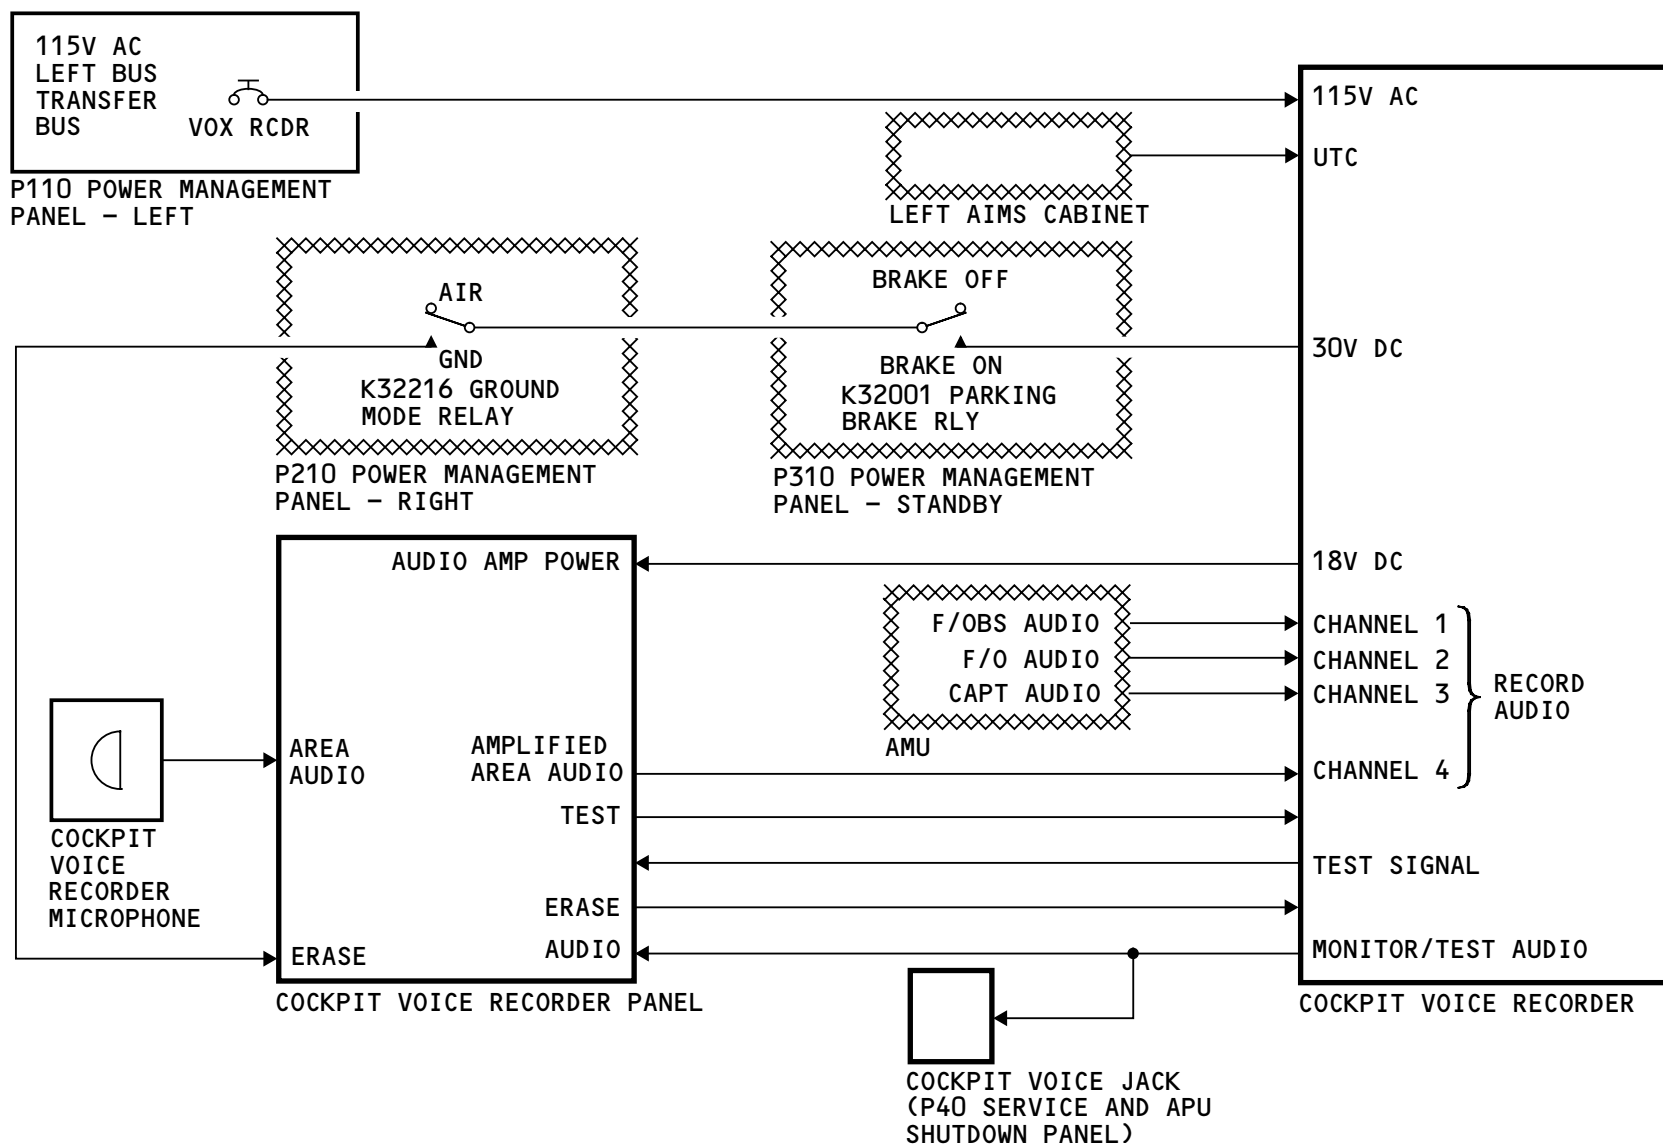 115V AC
LEFT BUS
TRANSFER
BUS
VOX RCDR
P110 POWER MANAGEMENT
PANEL – LEFT
LEFT AIMS CABINET
115V AC
UTC
AIR
GND
K32216 GROUND
MODE RELAY
P210 POWER MANAGEMENT
PANEL – RIGHT
BRAKE OFF
BRAKE ON
K32001 PARKING
BRAKE RLY
P310 POWER MANAGEMENT
PANEL – STANDBY
30V DC
AUDIO AMP POWER
18V DC
F/OBS AUDIO
F/O AUDIO
CAPT AUDIO
AMU
CHANNEL 1
CHANNEL 2
CHANNEL 3
CHANNEL 4
RECORD
AUDIO
COCKPIT
VOICE
RECORDER
MICROPHONE
AREA
AUDIO
AMPLIFIED
AREA AUDIO
TEST
ERASE
AUDIO
ERASE
COCKPIT VOICE RECORDER PANEL
TEST SIGNAL
MONITOR/TEST AUDIO
COCKPIT VOICE RECORDER
COCKPIT VOICE JACK
(P40 SERVICE AND APU
SHUTDOWN PANEL)